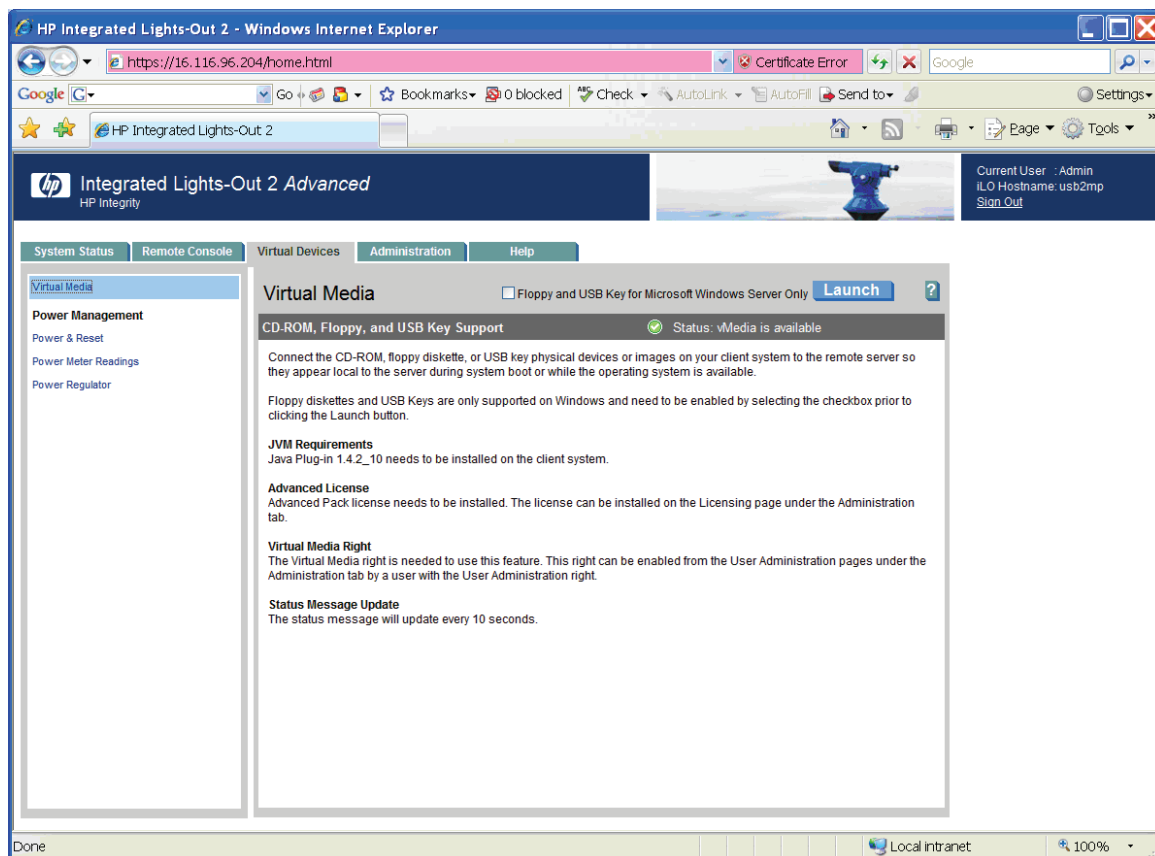 HP Integrated Lights-Out 2 - Windows Internet Explorer
https://16.116.96.204/home.html
Certificate Error
Google
Google
G
Go
Bookmarks
0 blocked
ABC
Check
AutoLink
AutoFill
Send to
Settings
HP Integrated Lights-Out 2
Page
Tools
»
hp
Integrated Lights-Out 2 Advanced
HP Integrity
Current User : Admin
iLO Hostname: usb2mp
Sign Out
System Status
Remote Console
Virtual Devices
Administration
Help
Virtual Media
Power Management
Power & Reset
Power Meter Readings
Power Regulator
Virtual Media
Floppy and USB Key for Microsoft Windows Server Only
Launch
?
CD-ROM, Floppy, and USB Key Support
Status: vMedia is available
Connect the CD-ROM, floppy diskette, or USB key physical devices or images on your client system to the remote server so
they appear local to the server during system boot or while the operating system is available.
Floppy diskettes and USB Keys are only supported on Windows and need to be enabled by selecting the checkbox prior to
clicking the Launch button.
JVM Requirements
Java Plug-in 1.4.2_10 needs to be installed on the client system.
Advanced License
Advanced Pack license needs to be installed. The license can be installed on the Licensing page under the Administration
tab.
Virtual Media Right
The Virtual Media right is needed to use this feature. This right can be enabled from the User Administration pages under the
Administration tab by a user with the User Administration right.
Status Message Update
The status message will update every 10 seconds.
Done
Local intranet
100%